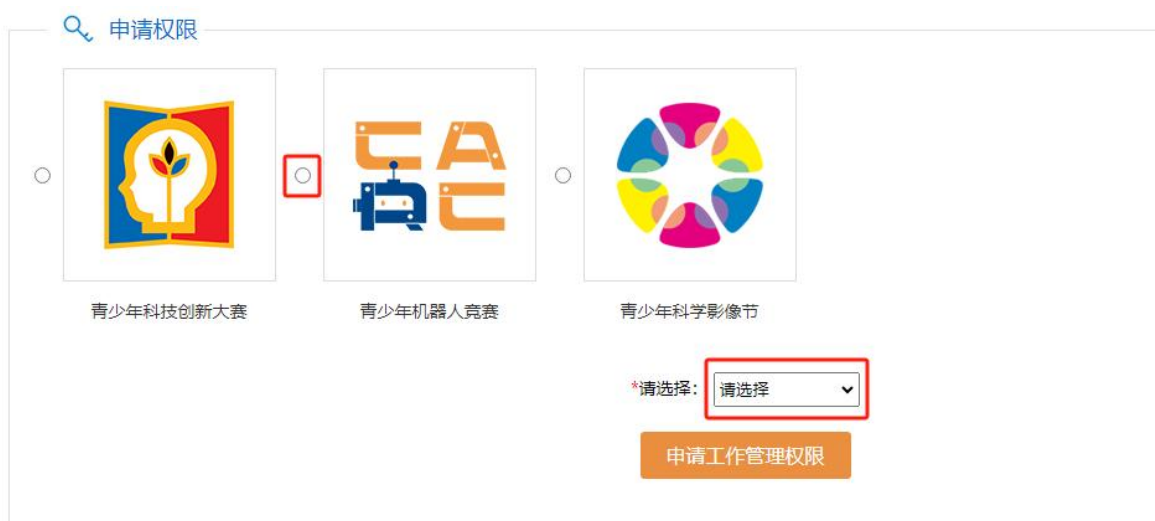 申请权限
CA
RC
青少年科技创新大赛
青少年机器人竞赛
青少年科学影像节
*请选择：
请选择
申请工作管理权限